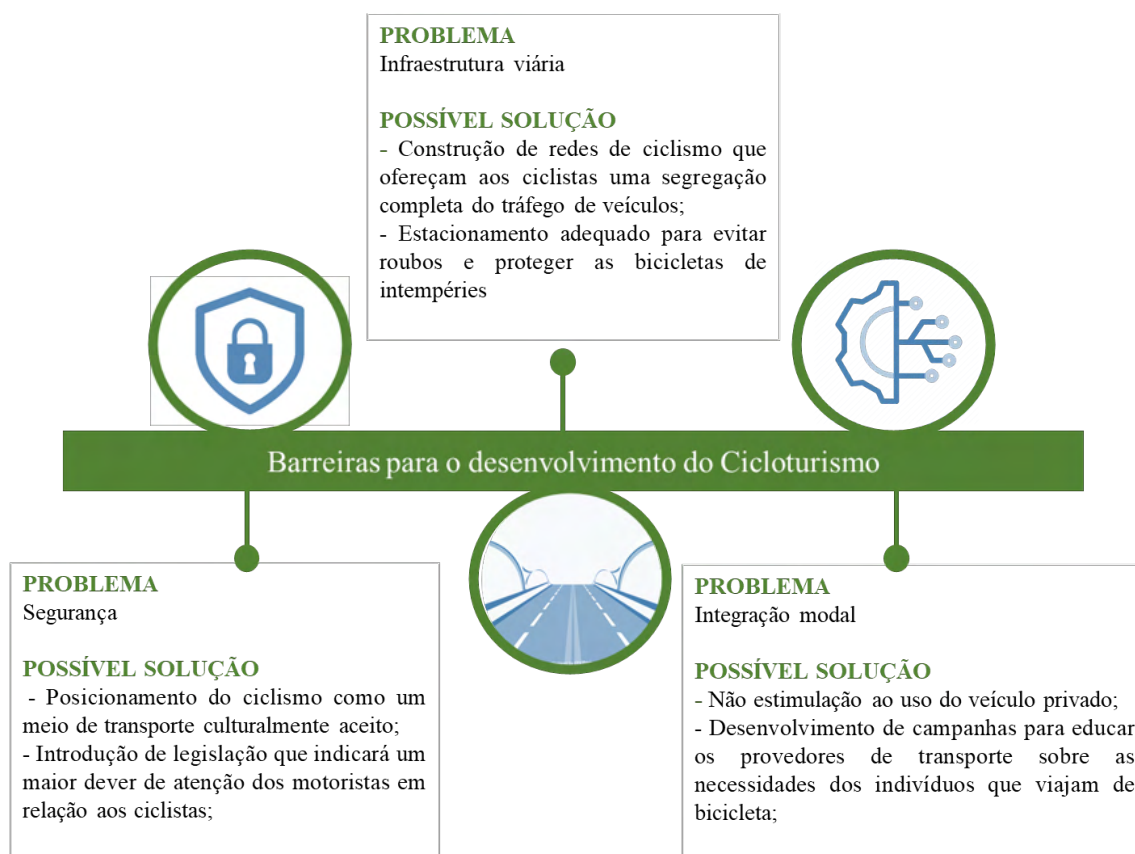 PROBLEMA
Infraestrutura viária
POSSÍVEL SOLUÇÃO
- Construção de redes de ciclismo que
ofereçam aos ciclistas uma segregação
completa do tráfego de veículos;
- Estacionamento adequado para evitar
roubos e proteger as bicicletas de
intempéries
Barreiras para o desenvolvimento do Cicloturismo
PROBLEMA
Segurança
POSSÍVEL SOLUÇÃO
- Posicionamento do ciclismo como um
meio de transporte culturalmente aceito;
- Introdução de legislação que indicará um
maior dever de atenção dos motoristas em
relação aos ciclistas;
PROBLEMA
Integração modal
POSSÍVEL SOLUÇÃO
- Não estimulação ao uso do veículo privado;
- Desenvolvimento de campanhas para educar
os provedores de transporte sobre as
necessidades dos indivíduos que viajam de
bicicleta;